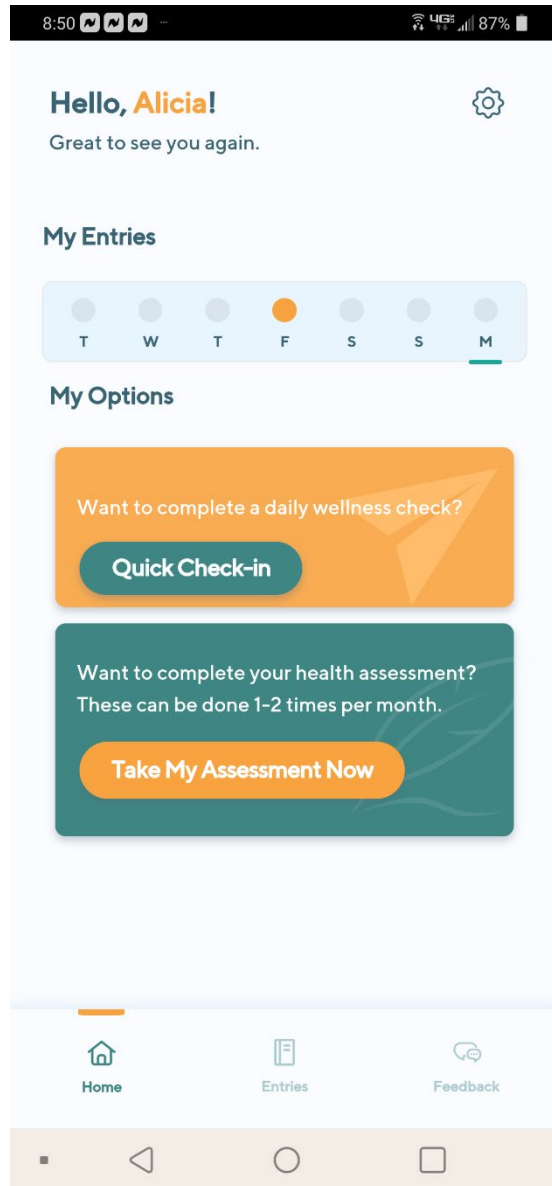 8:50 4G 87%
Hello, Alicia!
Great to see you again.
My Entries
T W T F S S M
My Options
Want to complete a daily wellness check?
Quick Check-in
Want to complete your health assessment?
These can be done 1-2 times per month.
Take My Assessment Now
Home Entries Feedback